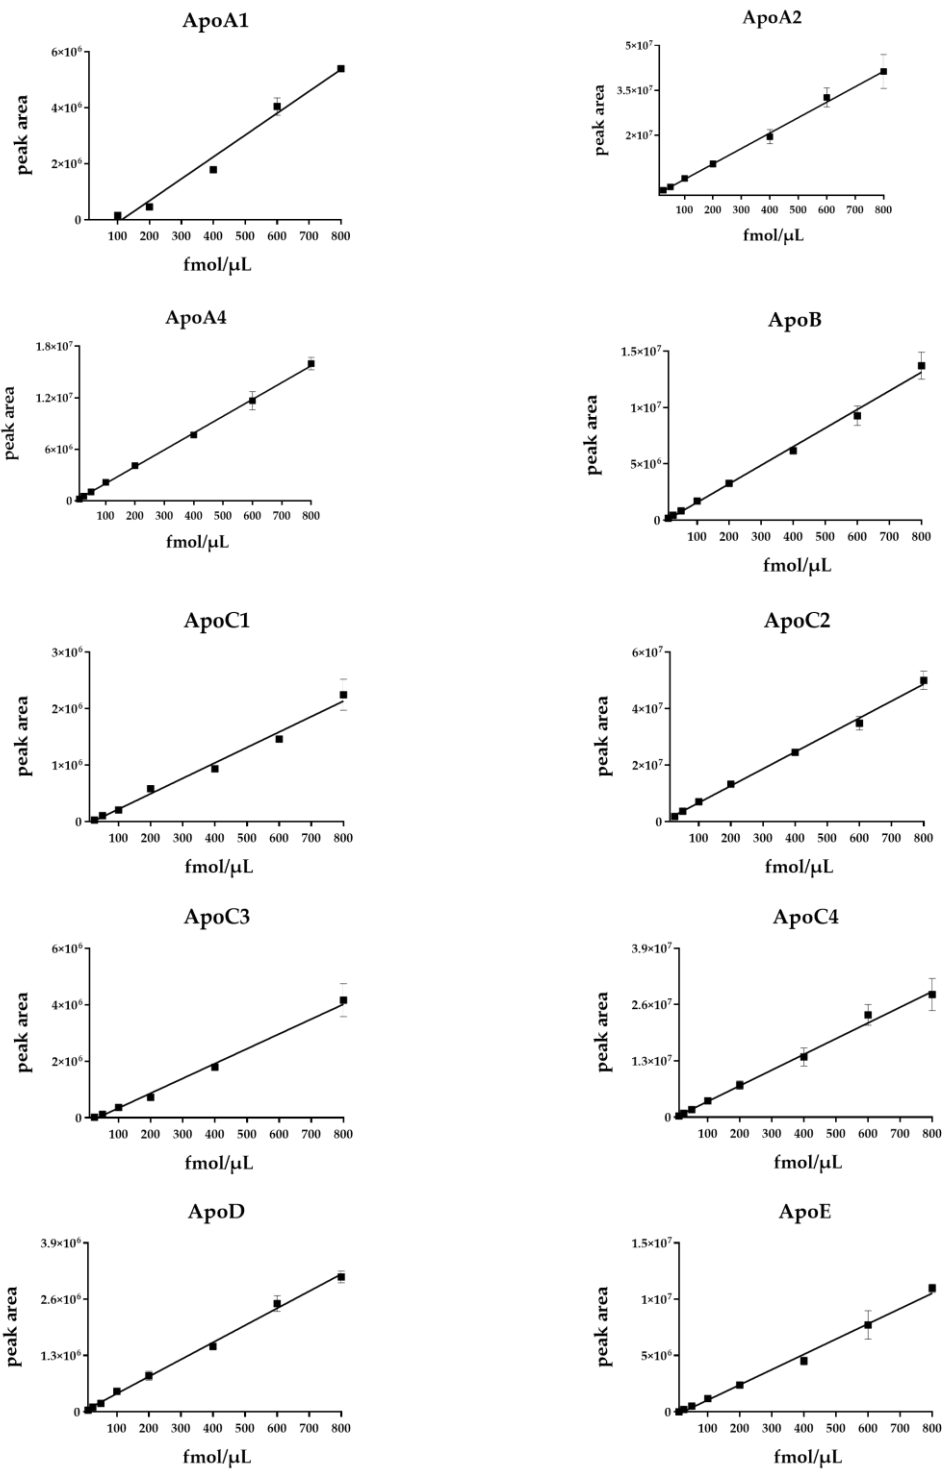 ApoA1
6×10⁶
4×10⁶
2×10⁶
0
peak area
100 200 300 400 500 600 700 800
fmol/µL
ApoA2
5×10⁷
3.5×10⁷
2×10⁷
peak area
100 200 300 400 500 600 700 800
fmol/µL
ApoA4
1.8×10⁷
1.2×10⁷
6×10⁶
0
peak area
100 200 300 400 500 600 700 800
fmol/µL
ApoB
1.5×10⁷
1×10⁷
5×10⁶
0
peak area
100 200 300 400 500 600 700 800
fmol/µL
ApoC1
3×10⁶
2×10⁶
1×10⁶
0
peak area
100 200 300 400 500 600 700 800
fmol/µL
ApoC2
6×10⁷
4×10⁷
2×10⁷
0
peak area
100 200 300 400 500 600 700 800
fmol/µL
ApoC3
6×10⁶
4×10⁶
2×10⁶
0
peak area
100 200 300 400 500 600 700 800
fmol/µL
ApoC4
3.9×10⁷
2.6×10⁷
1.3×10⁷
0
peak area
100 200 300 400 500 600 700 800
fmol/µL
ApoD
3.9×10⁶
2.6×10⁶
1.3×10⁶
0
peak area
100 200 300 400 500 600 700 800
fmol/µL
ApoE
1.5×10⁷
1×10⁷
5×10⁶
0
peak area
100 200 300 400 500 600 700 800
fmol/µL